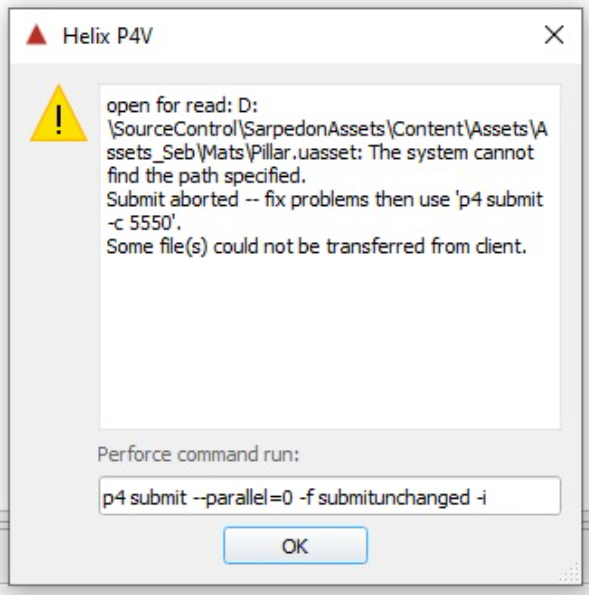 Helix P4V
open for read: D:
\SourceControl\SarpedonAssets\Content\Assets\A
ssets_Seb\Mats\Pillar.uasset: The system cannot
find the path specified.
Submit aborted -- fix problems then use 'p4 submit
-c 5550'.
Some file(s) could not be transferred from client.
Perforce command run:
p4 submit --parallel=0 -f submitunchanged -i
OK